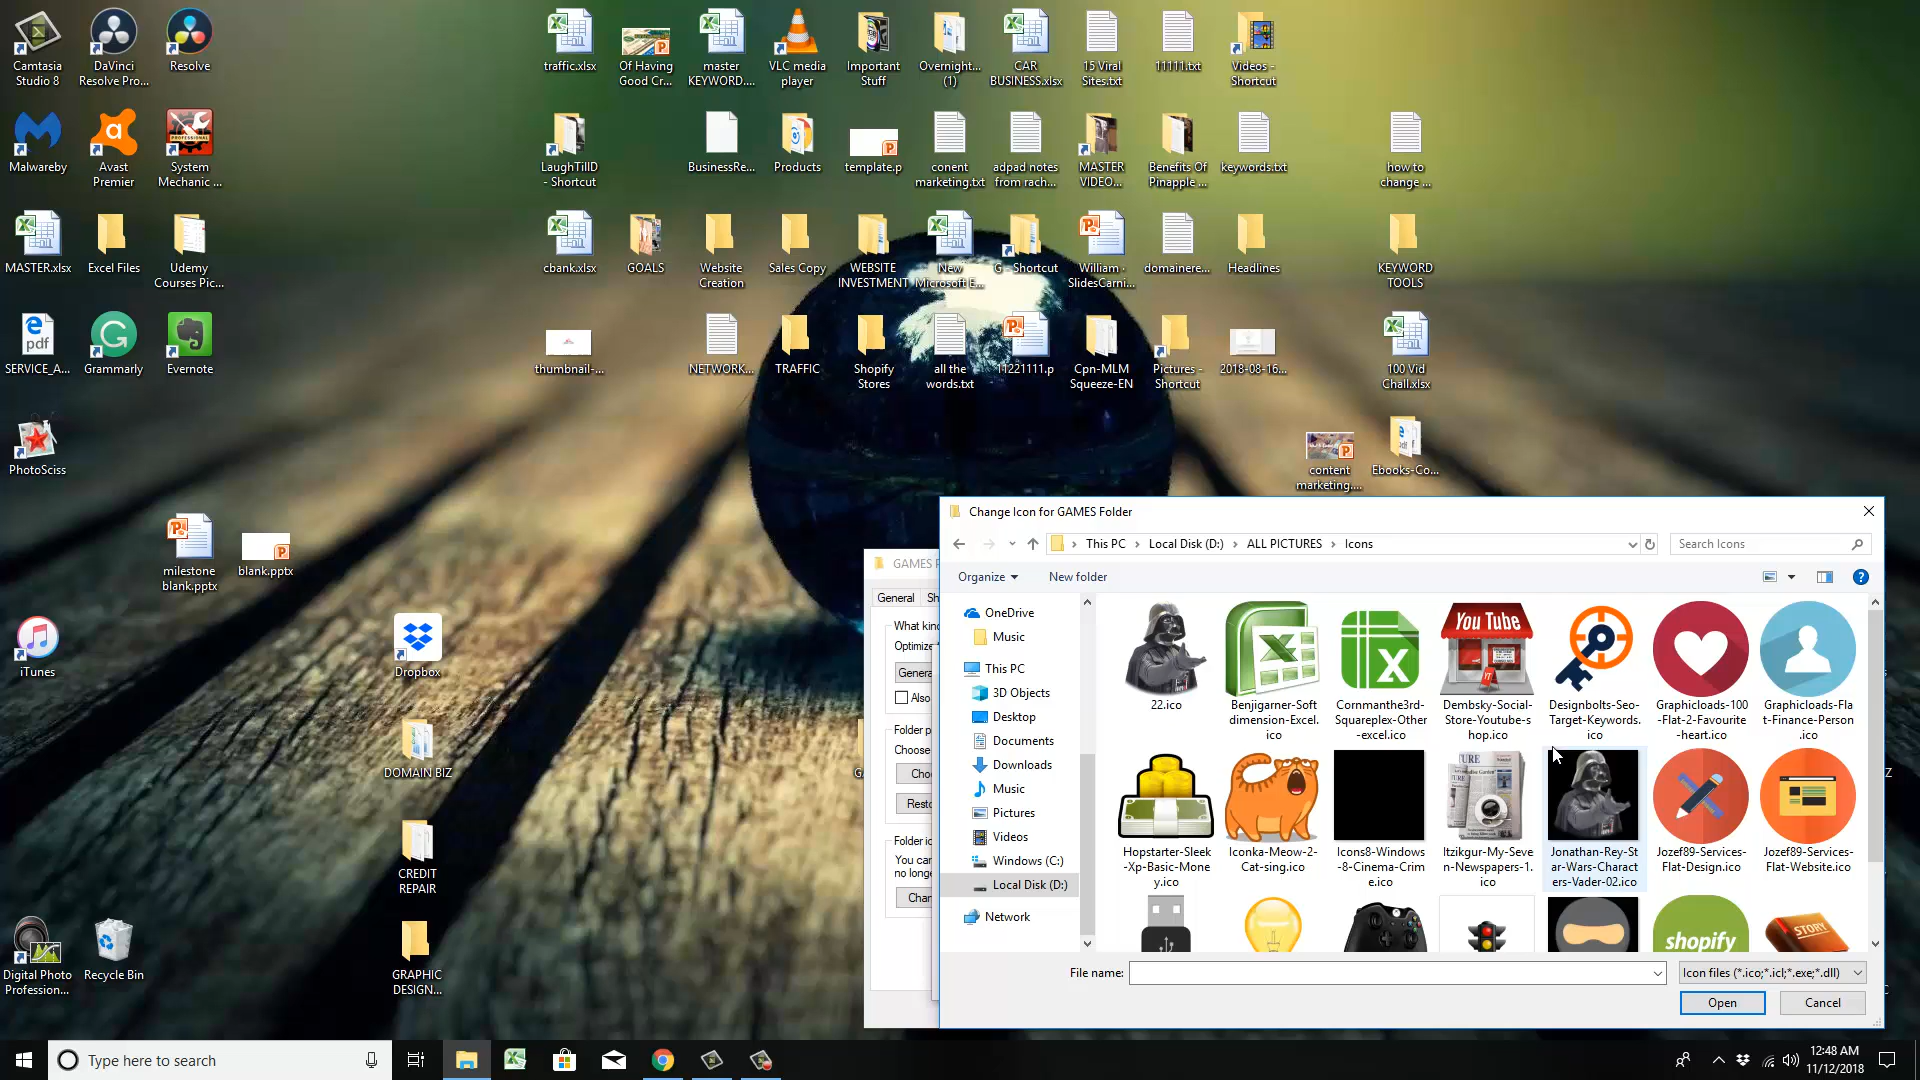 Camtasia
Studio 8
DaVinci
Resolve Pro...
Resolve
traffic.xlsx
Of Having
Good Cr...
master
KEYWORD....
VLC media
player
Important
Stuff
Overnight...
(1)
CAR
BUSINESS.xlsx
15 Viral
Sites.txt
11111.txt
Videos -
Shortcut
Malwareby
Avast
Premier
System
Mechanic ...
LaughTillD
- Shortcut
BusinessRe...
Products
template.p
conent
marketing.txt
adpad notes
from rach...
MASTER
VIDEO...
Benefits Of
Pinapple ...
keywords.txt
how to
change ...
MASTER.xlsx
Excel Files
Udemy
Courses Pic...
cbank.xlsx
GOALS
Website
Creation
Sales Copy
WEBSITE
INVESTMENT
New
Microsoft E...
G - Shortcut
William -
SlidesCarni...
domainere...
Headlines
KEYWORD
TOOLS
SERVICE_A...
Grammarly
Evernote
thumbnail-...
NETWORK...
TRAFFIC
Shopify
Stores
all the
words.txt
11221111.p
Cpn-MLM
Squeeze-EN
Pictures -
Shortcut
2018-08-16...
100 Vid
Chall.xlsx
PhotoSciss
content
marketing....
Ebooks-Co...
milestone
blank.pptx
blank.pptx
iTunes
Dropbox
DOMAIN BIZ
CREDIT
REPAIR
Digital Photo
Profession...
Recycle Bin
GRAPHIC
DESIGN...
GAMES P
General
Sh
What kin
Optimize
Genera
Also
Folder p
Choose
Cho
Resto
Folder ic
You can
no longe
Chan
Change Icon for GAMES Folder
This PC
Local Disk (D:)
ALL PICTURES
Icons
Search Icons
Organize
New folder
OneDrive
Music
This PC
3D Objects
Desktop
Documents
Downloads
Music
Pictures
Videos
Windows (C:)
Local Disk (D:)
Network
You Tube
22.ico
Benjigarner-Soft
dimension-Excel.
ico
Cornmanthe3rd-
Squareplex-Other
-excel.ico
Dembsky-Social-
Store-Youtube-s
hop.ico
Designbolts-Seo-
Target-Keywords.
ico
Graphicloads-100
-Flat-2-Favourite
-heart.ico
Graphicloads-Fla
t-Finance-Person
.ico
Hopstarter-Sleek
-Xp-Basic-Mone
y.ico
Iconka-Meow-2-
Cat-sing.ico
Icons8-Windows
-8-Cinema-Crim
e.ico
Itzikgur-My-Seve
n-Newspapers-1.
ico
Jonathan-Rey-St
ar-Wars-Charact
ers-Vader-02.ico
Jozef89-Services-
Flat-Design.ico
Jozef89-Services-
Flat-Website.ico
shopify
STORY
File name:
Icon files (*.ico;*.icl;*.exe;*.dll)
Open
Cancel
Type here to search
12:48 AM
11/12/2018